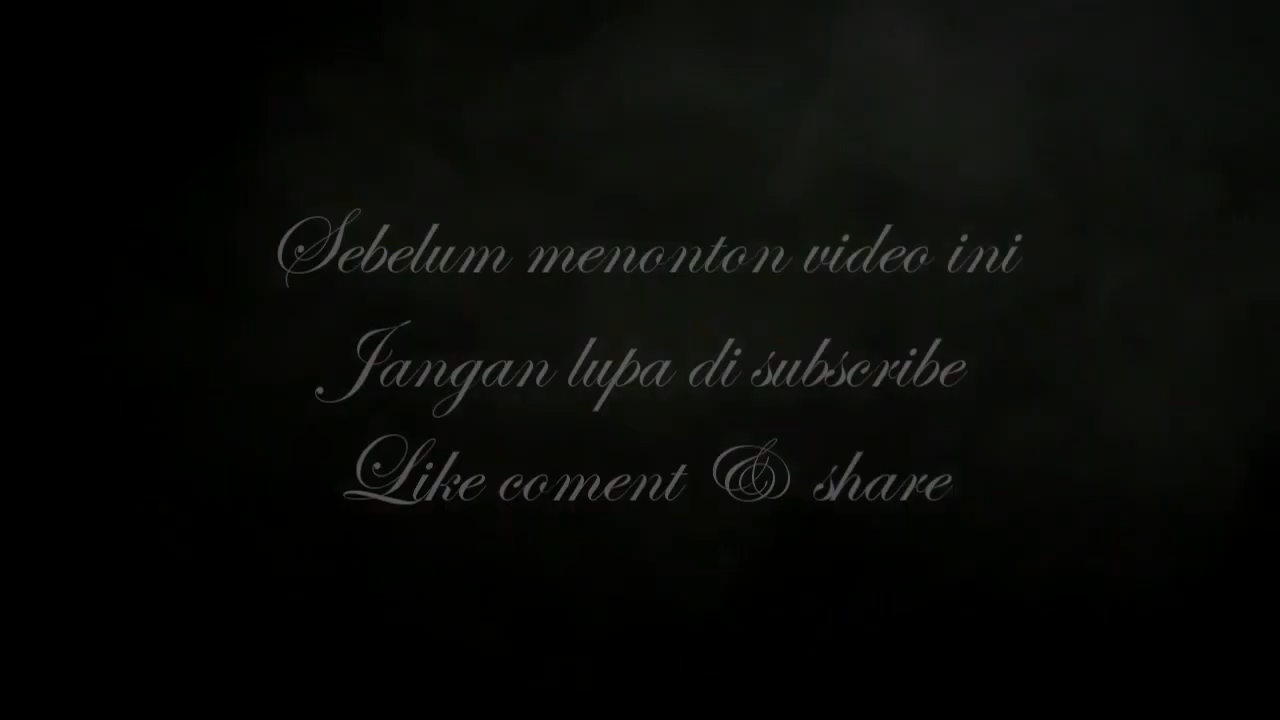 Sebelum menonton video ini
Jangan lupa di subscribe
Like coment & share